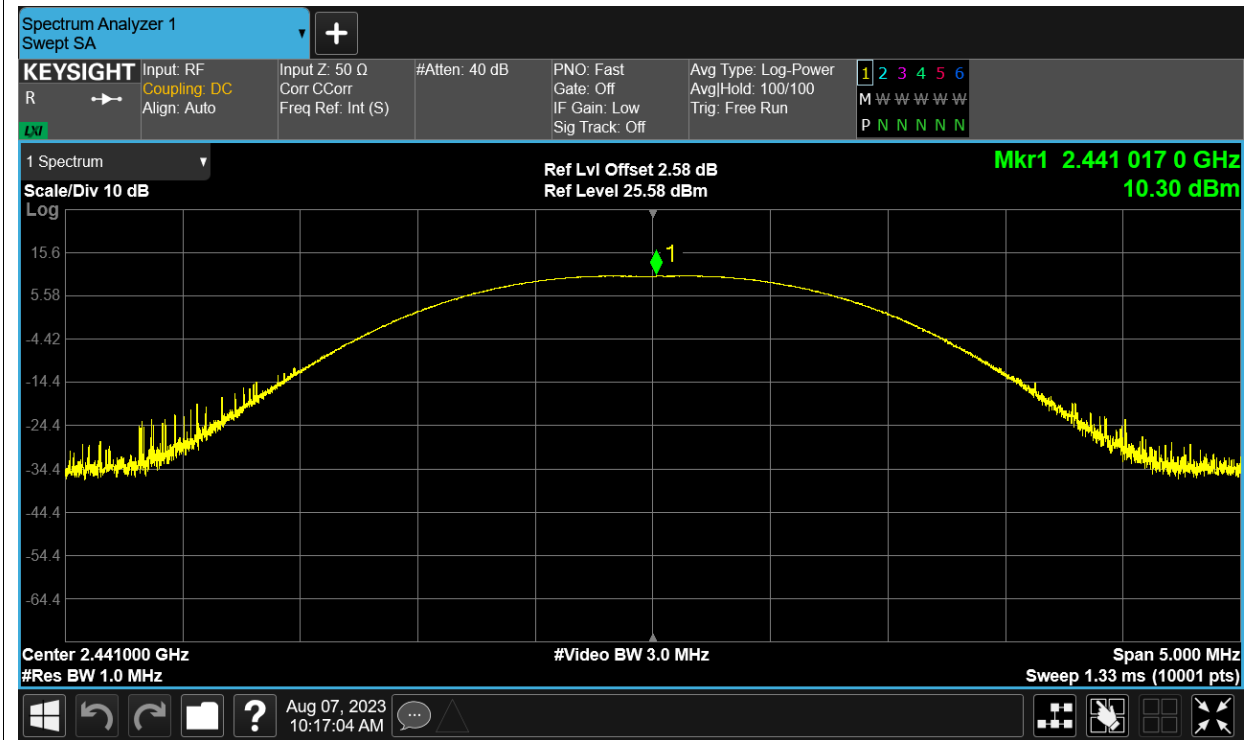 Spectrum Analyzer 1
Swept SA
KEYSIGHT
R
LXI
Input: RF
Coupling: DC
Align: Auto
Input Z: 50 Ω
Corr CCorr
Freq Ref: Int (S)
#Atten: 40 dB
PNO: Fast
Gate: Off
IF Gain: Low
Sig Track: Off
Avg Type: Log-Power
Avg|Hold: 100/100
Trig: Free Run
1 2 3 4 5 6
M W W W W W
P N N N N N
1 Spectrum
Scale/Div 10 dB
Log
Ref Lvl Offset 2.58 dB
Ref Level 25.58 dBm
Mkr1 2.441 017 0 GHz
10.30 dBm
1
15.6
5.58
-4.42
-14.4
-24.4
-34.4
-44.4
-54.4
-64.4
Center 2.441000 GHz
#Res BW 1.0 MHz
#Video BW 3.0 MHz
Span 5.000 MHz
Sweep 1.33 ms (10001 pts)
?
Aug 07, 2023
10:17:04 AM